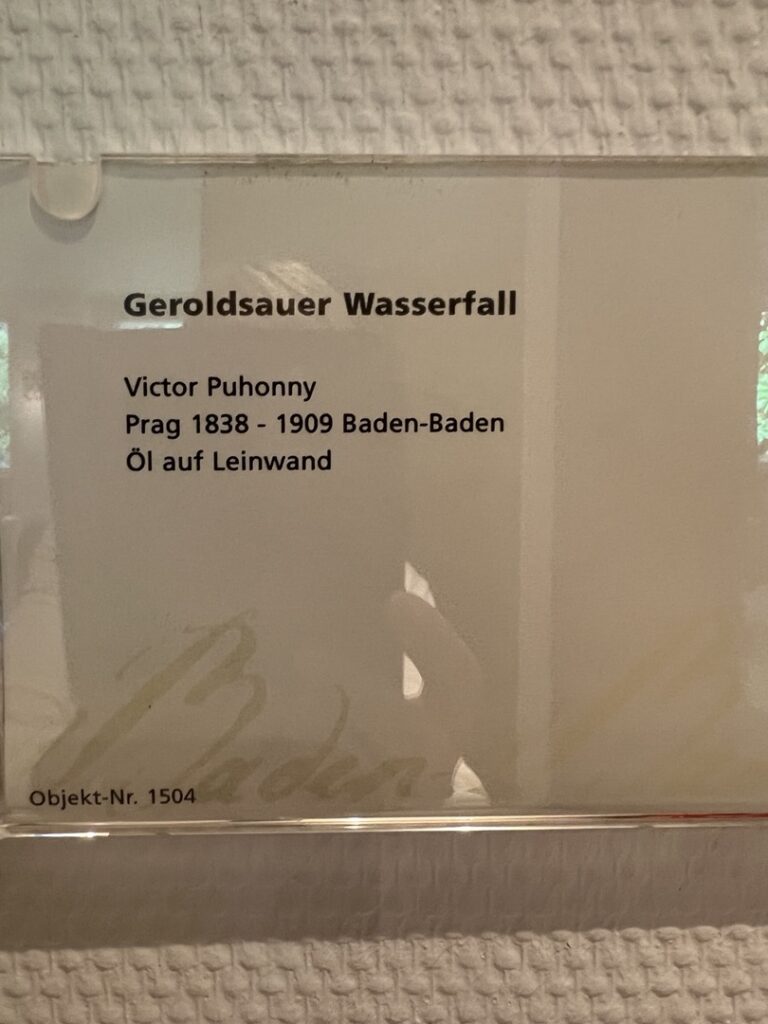 Geroldsauer Wasserfall
Victor Puhonny
Prag 1838 - 1909 Baden-Baden
Öl auf Leinwand
Baden-
Objekt-Nr. 1504